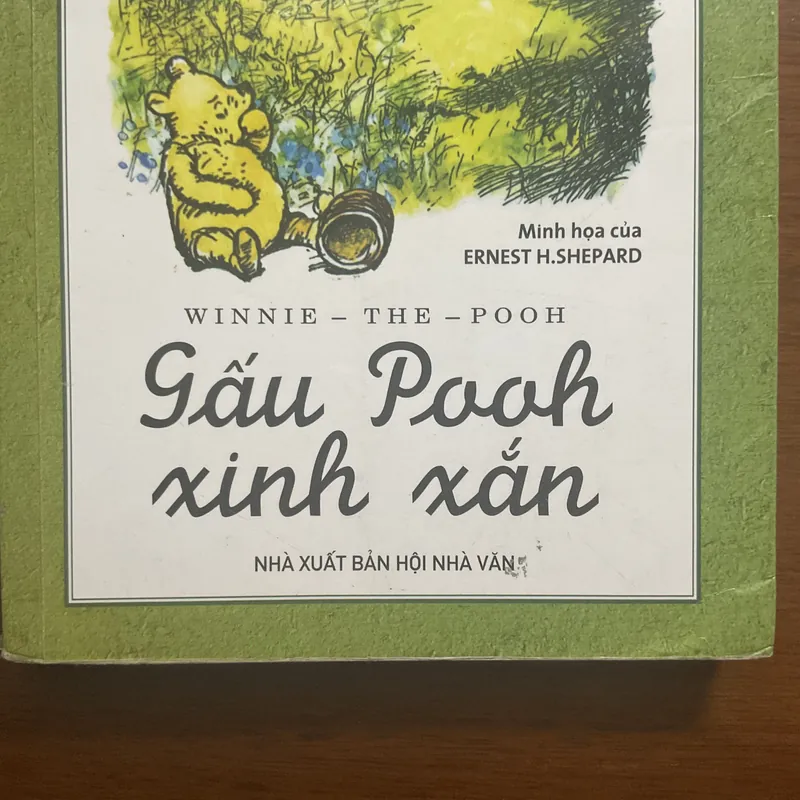 Minh họa của
ERNEST H.SHEPARD
WINNIE – THE – POOH
Gấu Pooh
xinh xắn
NHÀ XUẤT BẢN HỘI NHÀ VĂN